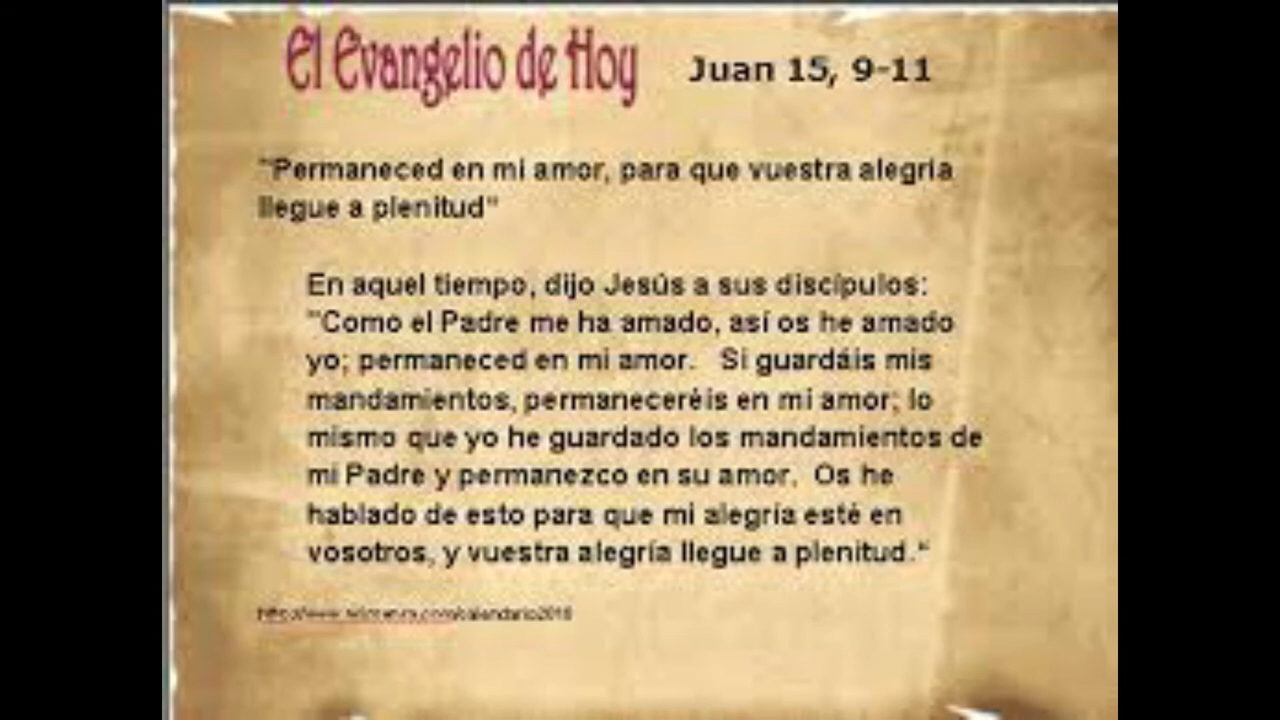 El Evangelio de Hoy Juan 15, 9-11
"Permaneced en mi amor, para que vuestra alegría
llegue a plenitud"
En aquel tiempo, dijo Jesús a sus discípulos:
"Como el Padre me ha amado, así os he amado
yo; permaneced en mi amor. Si guardáis mis
mandamientos, permaneceréis en mi amor; lo
mismo que yo he guardado los mandamientos de
mi Padre y permanezco en su amor. Os he
hablado de esto para que mi alegría esté en
vosotros, y vuestra alegría llegue a plenitud."